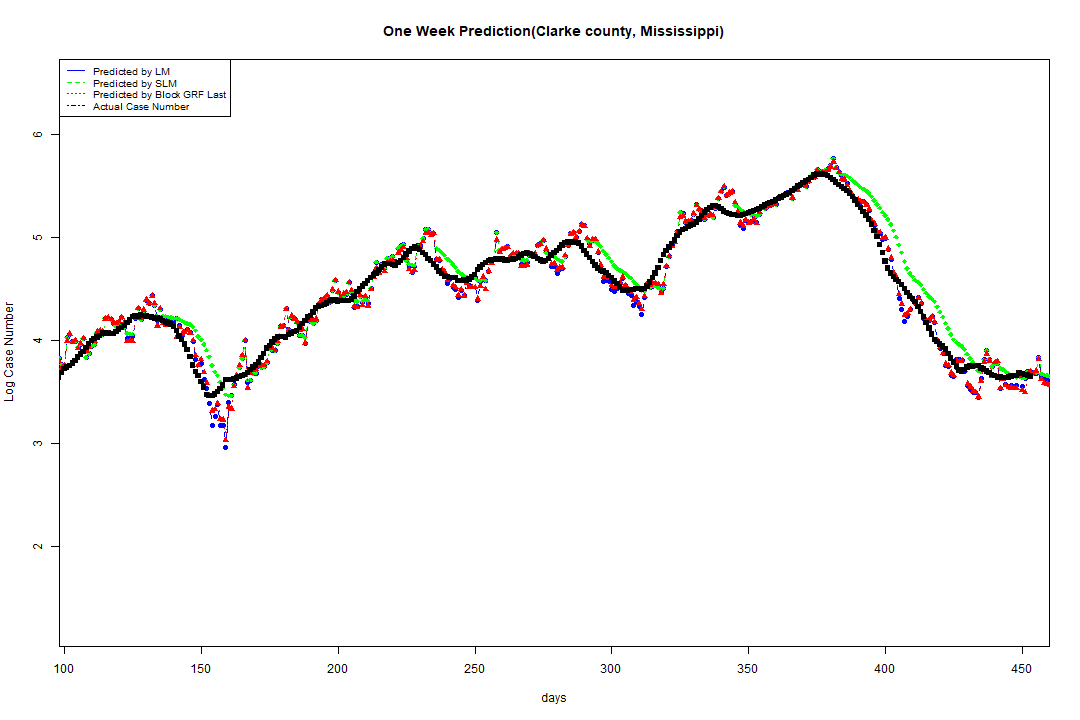 One Week Prediction(Clarke county, Mississippi)
Predicted by LM
Predicted by SLM
Predicted by Block GRF Last
Actual Case Number
6
5
4
3
2
Log Case Number
100 150 200 250 300 350 400 450
days